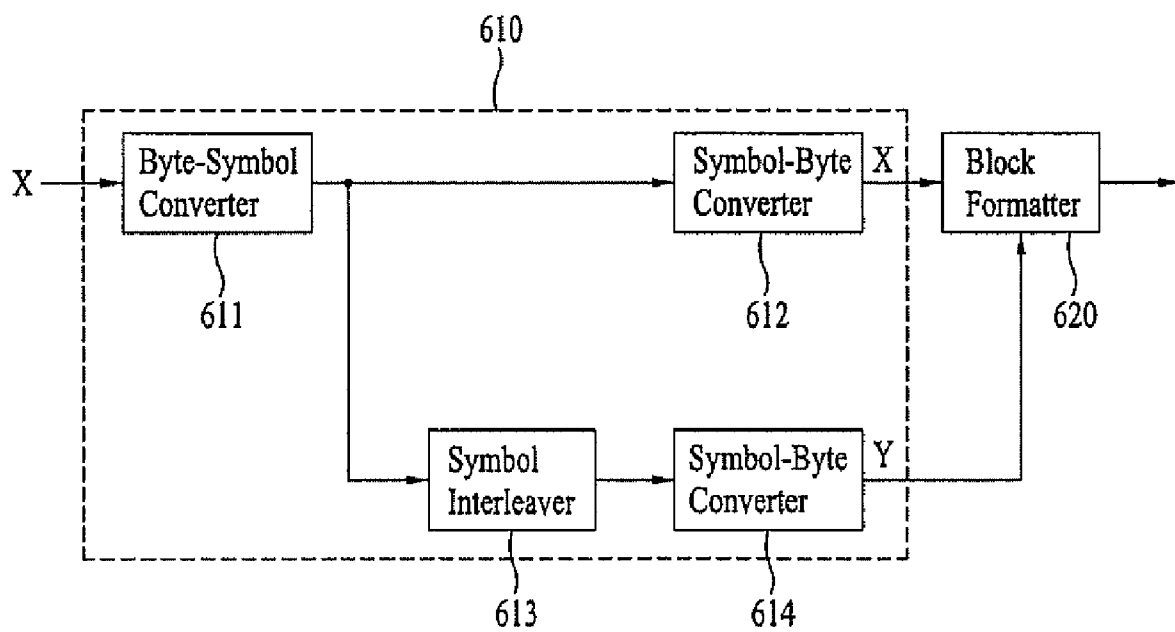 610
X
Byte-Symbol
Converter
Symbol-Byte
Converter
X
Block
Formatter
611
612
620
Symbol
Interleaver
Symbol-Byte
Converter
Y
613
614